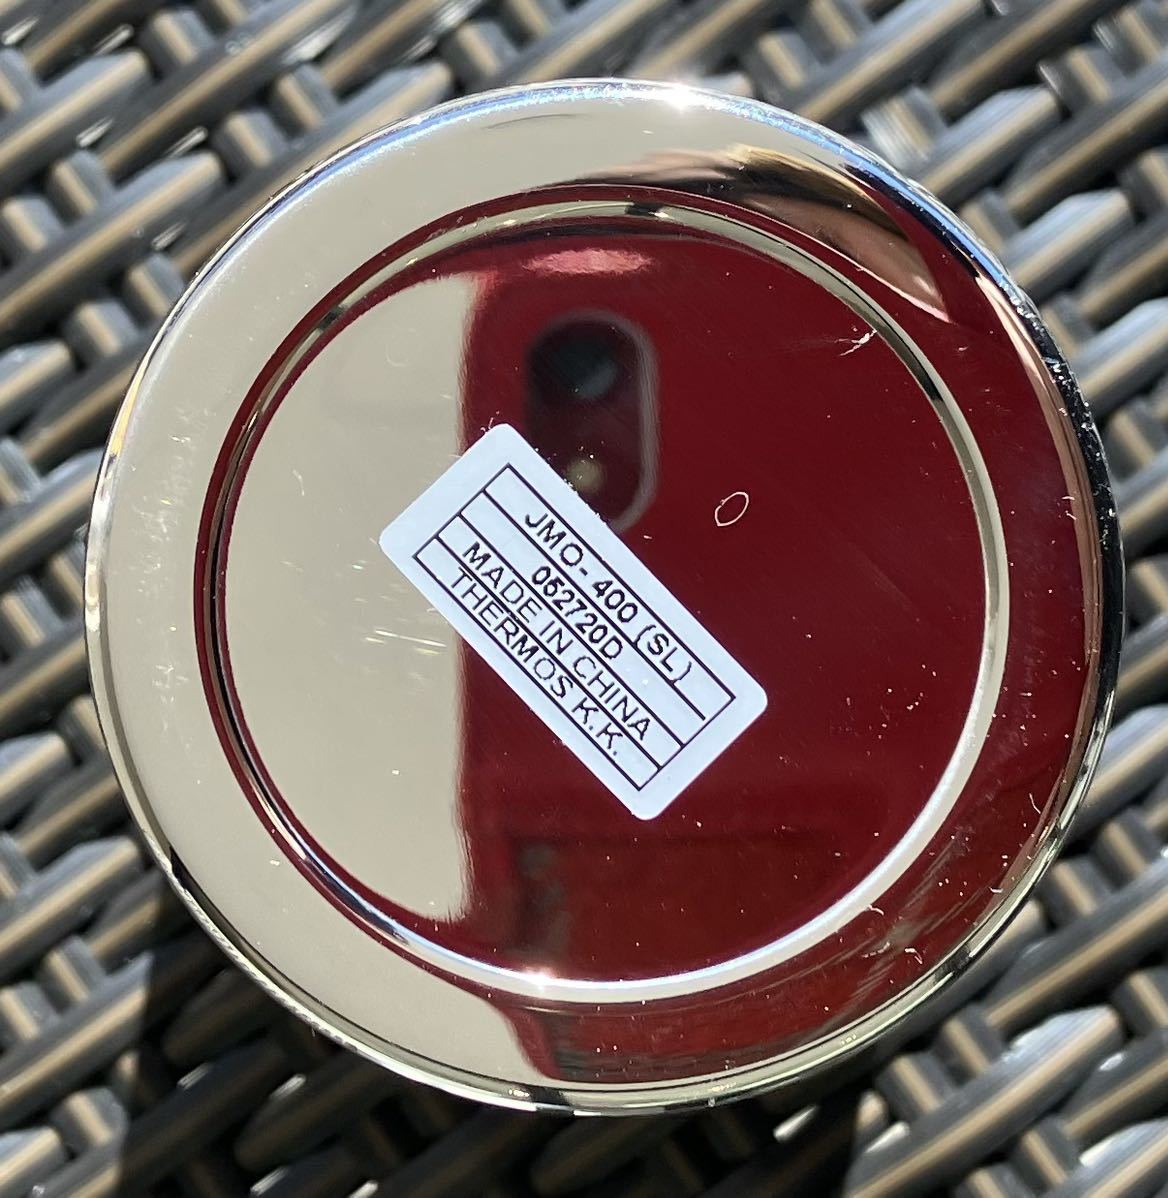 JMO-400 (SL)
052720D
MADE IN CHINA
THERMOS K.K.